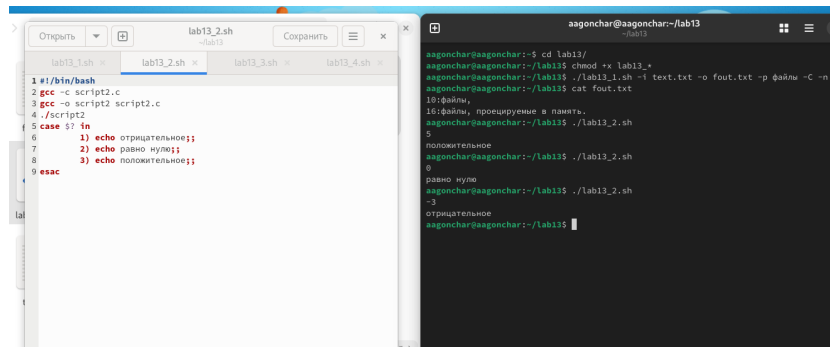 Открыть
lab13_2.sh
~/lab13
Сохранить
lab13_1.sh
lab13_2.sh
lab13_3.sh
lab13_4.sh
1 #!/bin/bash
2 gcc -c script2.c
3 gcc -o script2 script2.c
4 ./script2
5 case $? in
6 1) echo отрицательное;;
7 2) echo равно нулю;;
8 3) echo положительное;;
9 esac
lab
aagonchar@aagonchar:~/lab13
~/lab13
aagonchar@aagonchar:~$ cd lab13/
aagonchar@aagonchar:~/lab13$ chmod +x lab13_*
aagonchar@aagonchar:~/lab13$ ./lab13_1.sh -i text.txt -o fout.txt -p файлы -C -n
aagonchar@aagonchar:~/lab13$ cat fout.txt
10:файлы,
16:файлы, проецируемые в память.
aagonchar@aagonchar:~/lab13$ ./lab13_2.sh
5
положительное
aagonchar@aagonchar:~/lab13$ ./lab13_2.sh
0
равно нулю
aagonchar@aagonchar:~/lab13$ ./lab13_2.sh
-3
отрицательное
aagonchar@aagonchar:~/lab13$